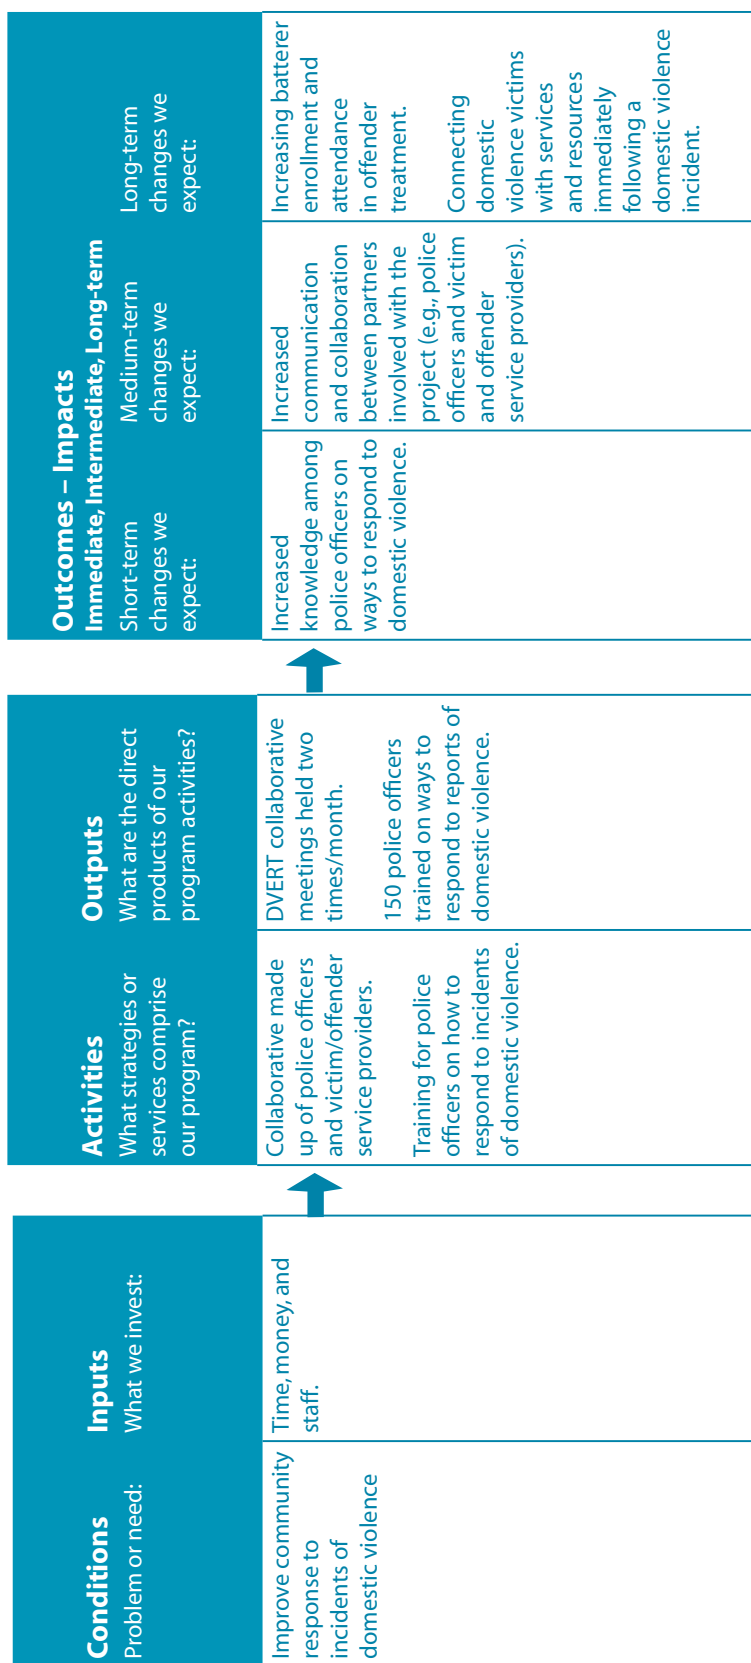 Conditions
Problem or need:
Improve community
response to
incidents of
domestic violence
Inputs
What we invest:
Time, money, and
staff.
Activities
What strategies or
services comprise
our program?
Collaborative made
up of police officers
and victim/offender
service providers.
Training for police
officers on how to
respond to incidents
of domestic violence.
Outputs
What are the direct
products of our
program activities?
DVERT collaborative
meetings held two
times/month.
150 police officers
trained on ways to
respond to reports of
domestic violence.
Outcomes – Impacts
Immediate, Intermediate, Long-term
Short-term
changes we
expect:
Increased
knowledge among
police officers on
ways to respond to
domestic violence.
Medium-term
changes we
expect:
Increased
communication
and collaboration
between partners
involved with the
project (e.g., police
officers and victim
and offender
service providers).
Long-term
changes we
expect:
Increasing batterer
enrollment and
attendance
in offender
treatment.
Connecting
domestic
violence victims
with services
and resources
immediately
following a
domestic violence
incident.